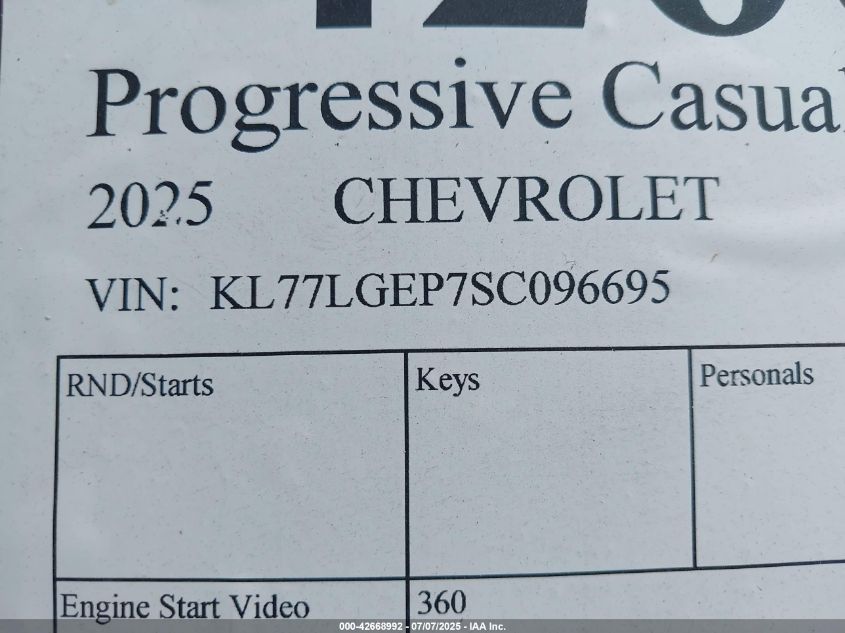 Progressive Casual
2025 CHEVROLET
VIN: KL77LGEP7SC096695
RND/Starts Keys Personals
Engine Start Video 360
000-42668992 - 07/07/2025 - IAA Inc.